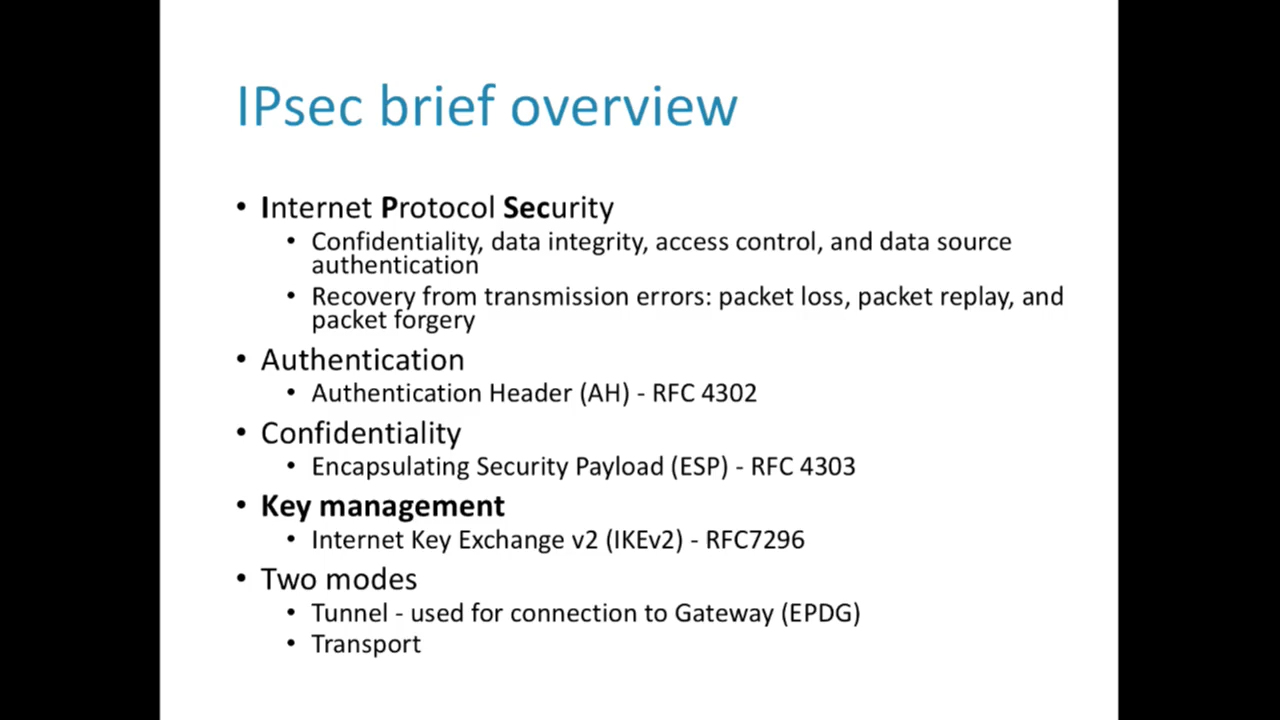 IPsec brief overview
• Internet Protocol Security
• Confidentiality, data integrity, access control, and data source
authentication
• Recovery from transmission errors: packet loss, packet replay, and
packet forgery
• Authentication
• Authentication Header (AH) - RFC 4302
• Confidentiality
• Encapsulating Security Payload (ESP) - RFC 4303
• Key management
• Internet Key Exchange v2 (IKEv2) - RFC7296
• Two modes
• Tunnel - used for connection to Gateway (EPDG)
• Transport